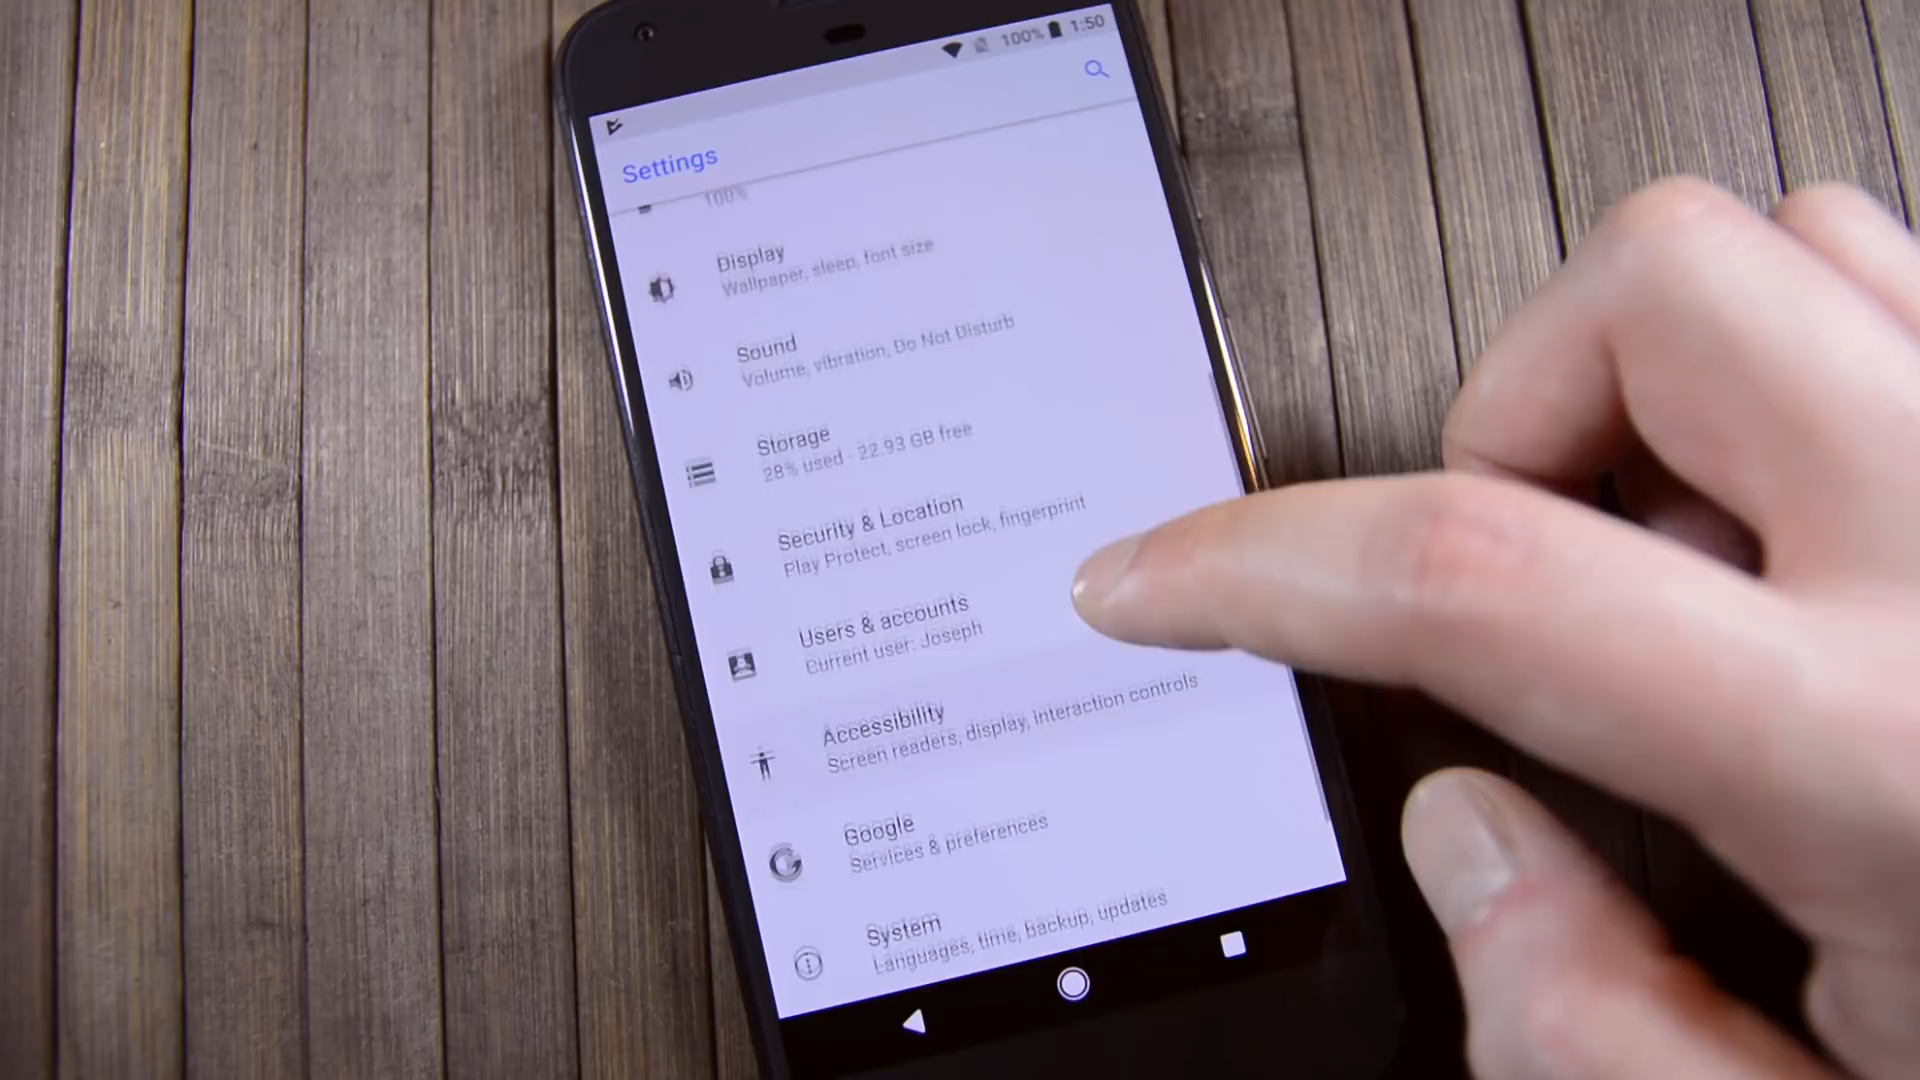 100% 1:50
Settings
100%
Display
Wallpaper, sleep, font size
Sound
Volume, vibration, Do Not Disturb
Storage
28% used - 22.93 GB free
Security & Location
Play Protect, screen lock, fingerprint
Users & accounts
Current user: Joseph
Accessibility
Screen readers, display, interaction controls
Google
Services & preferences
System
Languages, time, backup, updates